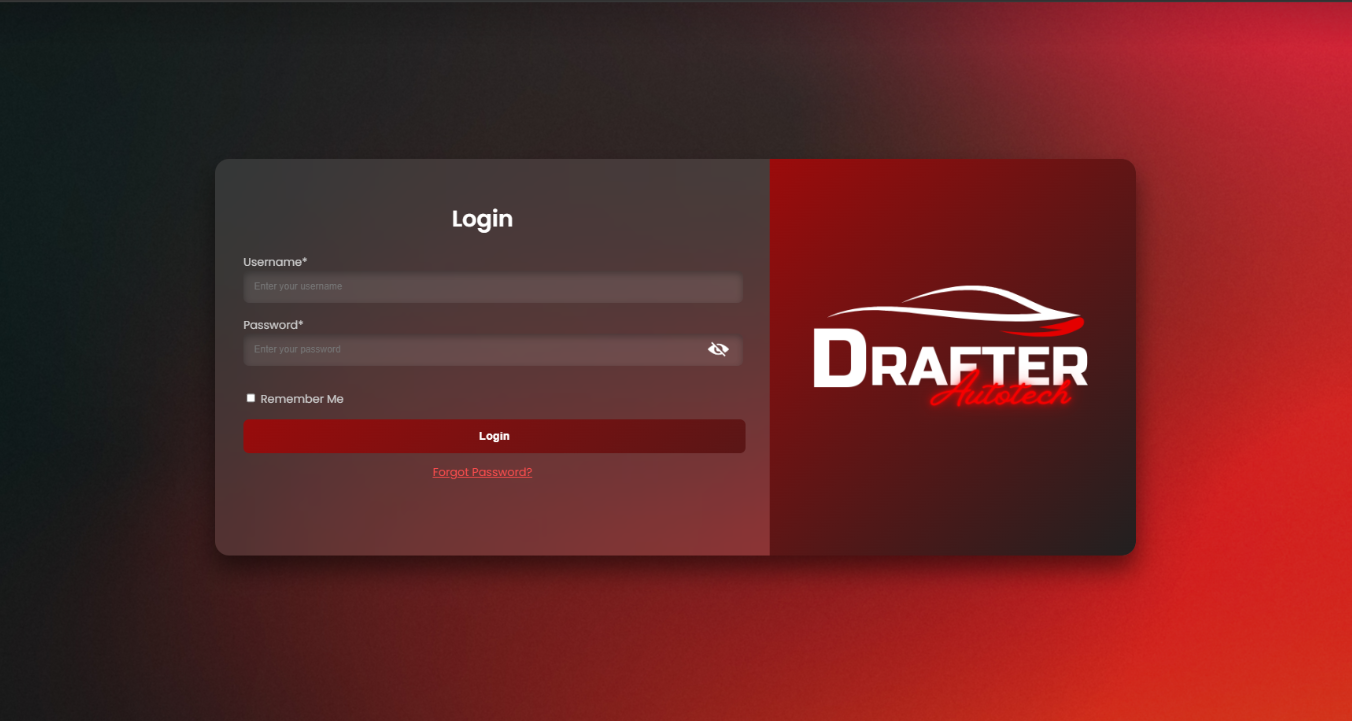 Login
Username*
Enter your username
Password*
Enter your password
Remember Me
Login
Forgot Password?
DRAFTER
Autotech